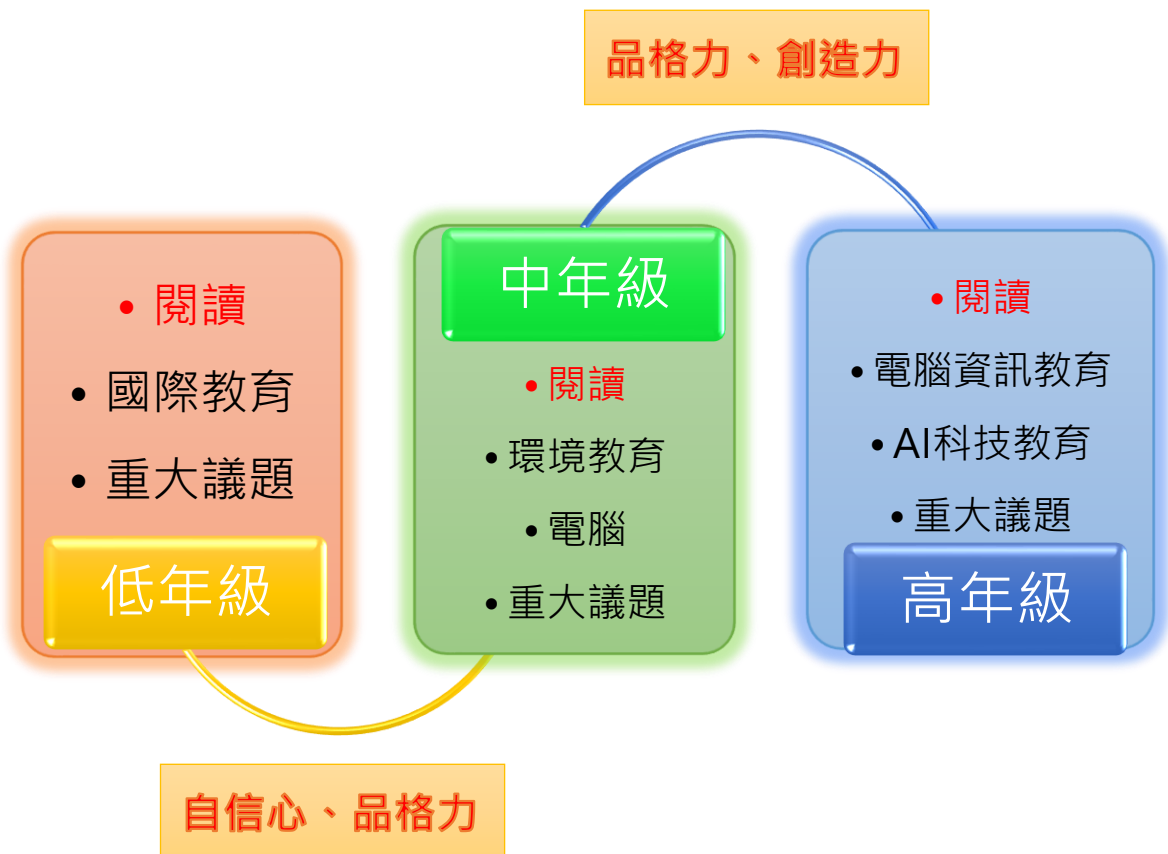 品格力、創造力
• 閱讀
• 國際教育
• 重大議題
低年級
中年級
• 閱讀
• 環境教育
• 電腦
• 重大議題
• 閱讀
• 電腦資訊教育
• AI科技教育
• 重大議題
高年級
自信心、品格力